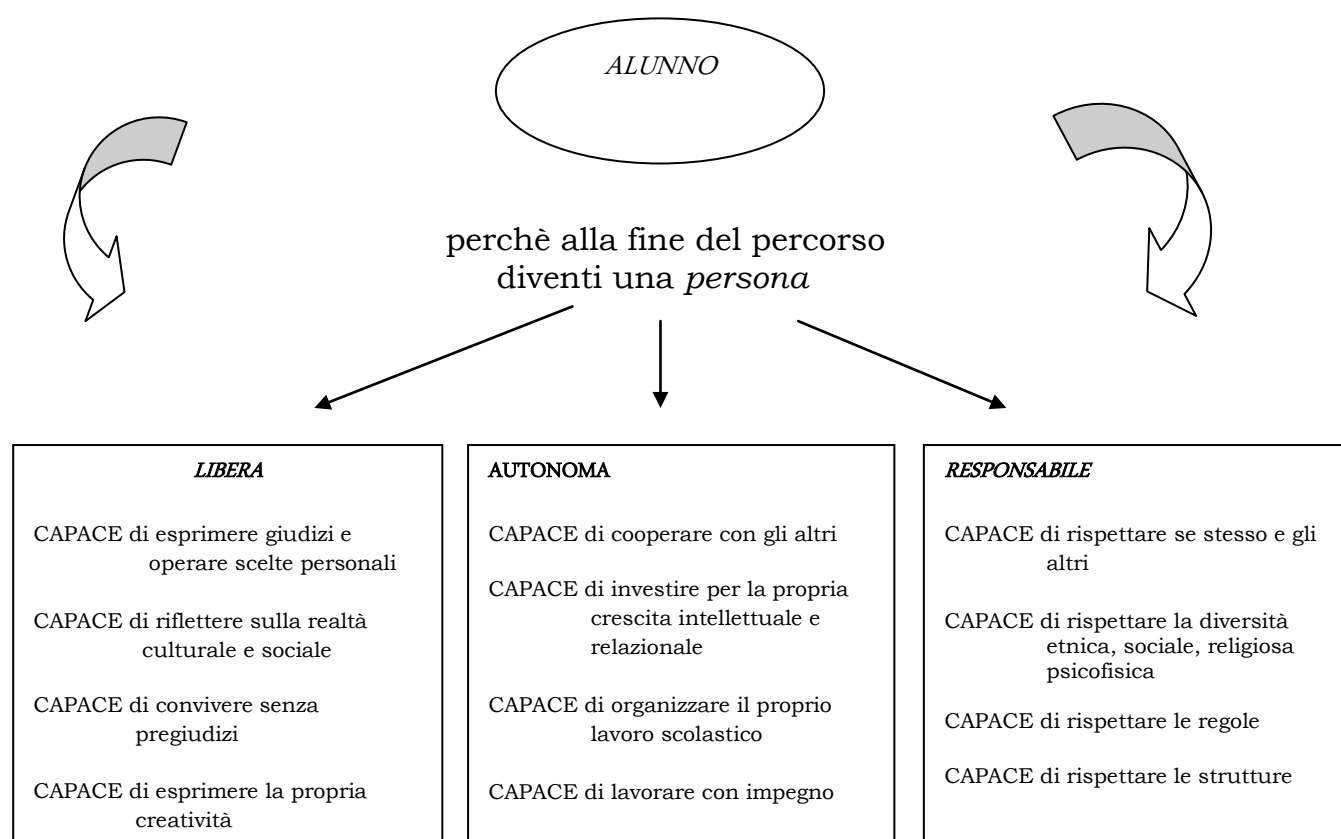 ALUNNO
perchè alla fine del percorso
diventi una persona
LIBERA
CAPACE di esprimere giudizi e
operare scelte personali
CAPACE di riflettere sulla realtà
culturale e sociale
CAPACE di convivere senza
pregiudizi
CAPACE di esprimere la propria
creatività
AUTONOMA
CAPACE di cooperare con gli altri
CAPACE di investire per la propria
crescita intellettuale e
relazionale
CAPACE di organizzare il proprio
lavoro scolastico
CAPACE di lavorare con impegno
RESPONSABILE
CAPACE di rispettare se stesso e gli
altri
CAPACE di rispettare la diversità
etnica, sociale, religiosa
psicofisica
CAPACE di rispettare le regole
CAPACE di rispettare le strutture